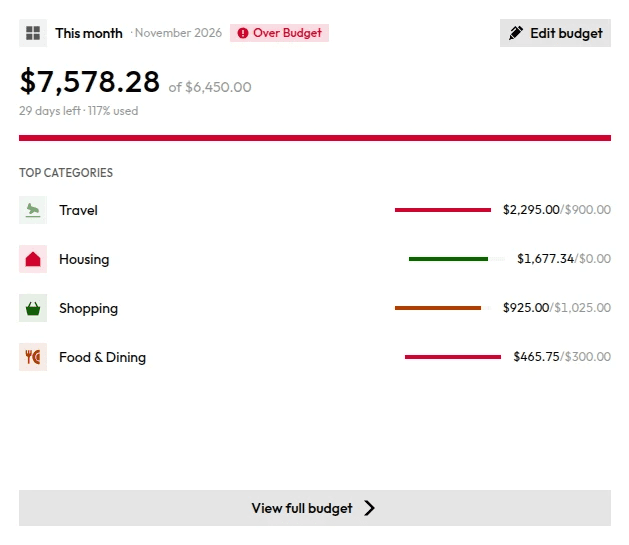 This month · November 2026 Over Budget Edit budget
$7,578.28 of $6,450.00
29 days left · 117% used
TOP CATEGORIES
Travel $2,295.00/$900.00
Housing $1,677.34/$0.00
Shopping $925.00/$1,025.00
Food & Dining $465.75/$300.00
View full budget